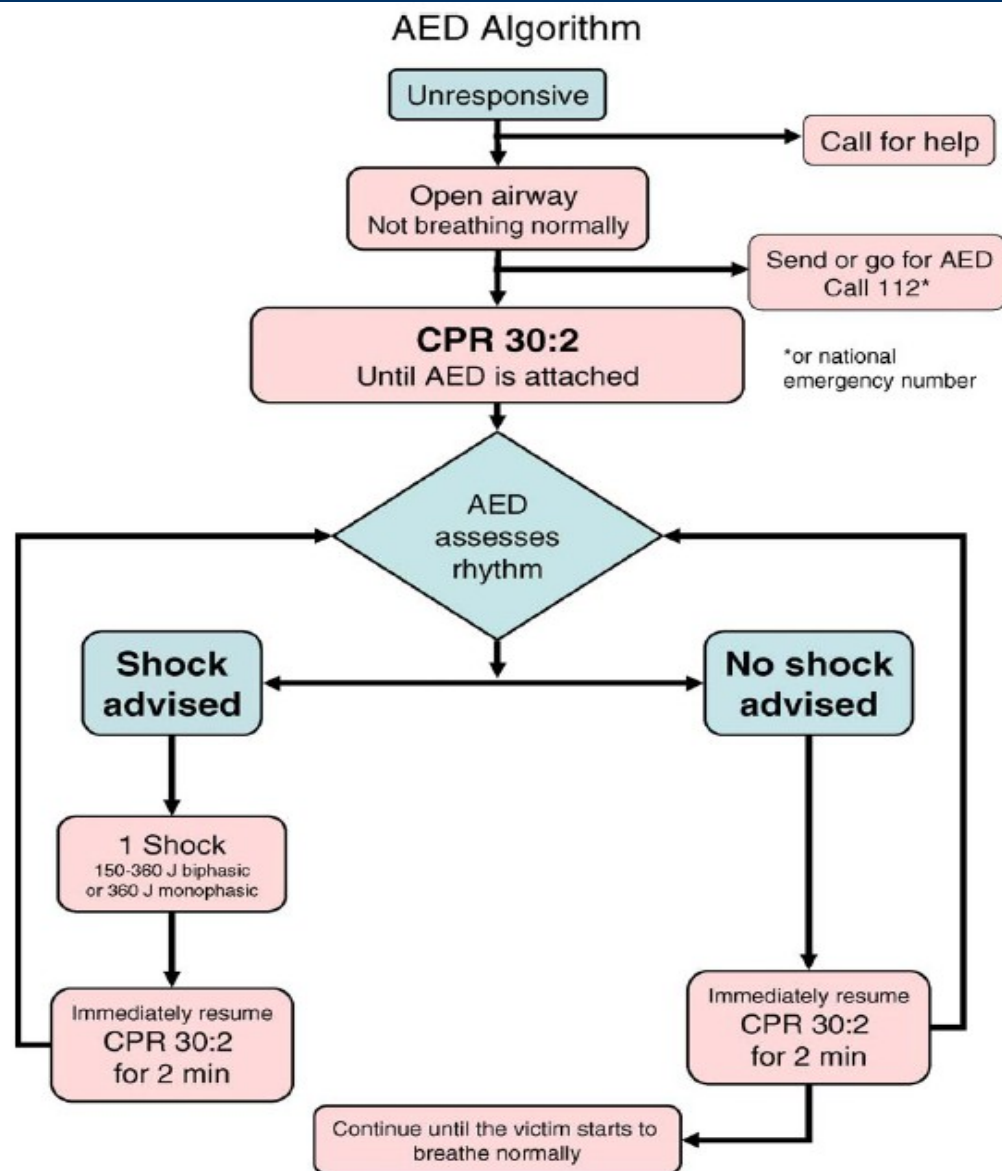 AED Algorithm
Unresponsive
Call for help
Open airway
Not breathing normally
Send or go for AED
Call 112*
CPR 30:2
Until AED is attached
*or national
emergency number
AED
assesses
rhythm
Shock
advised
No shock
advised
1 Shock
150-360 J biphasic
or 360 J monophasic
Immediately resume
CPR 30:2
for 2 min
Immediately resume
CPR 30:2
for 2 min
Continue until the victim starts to
breathe normally